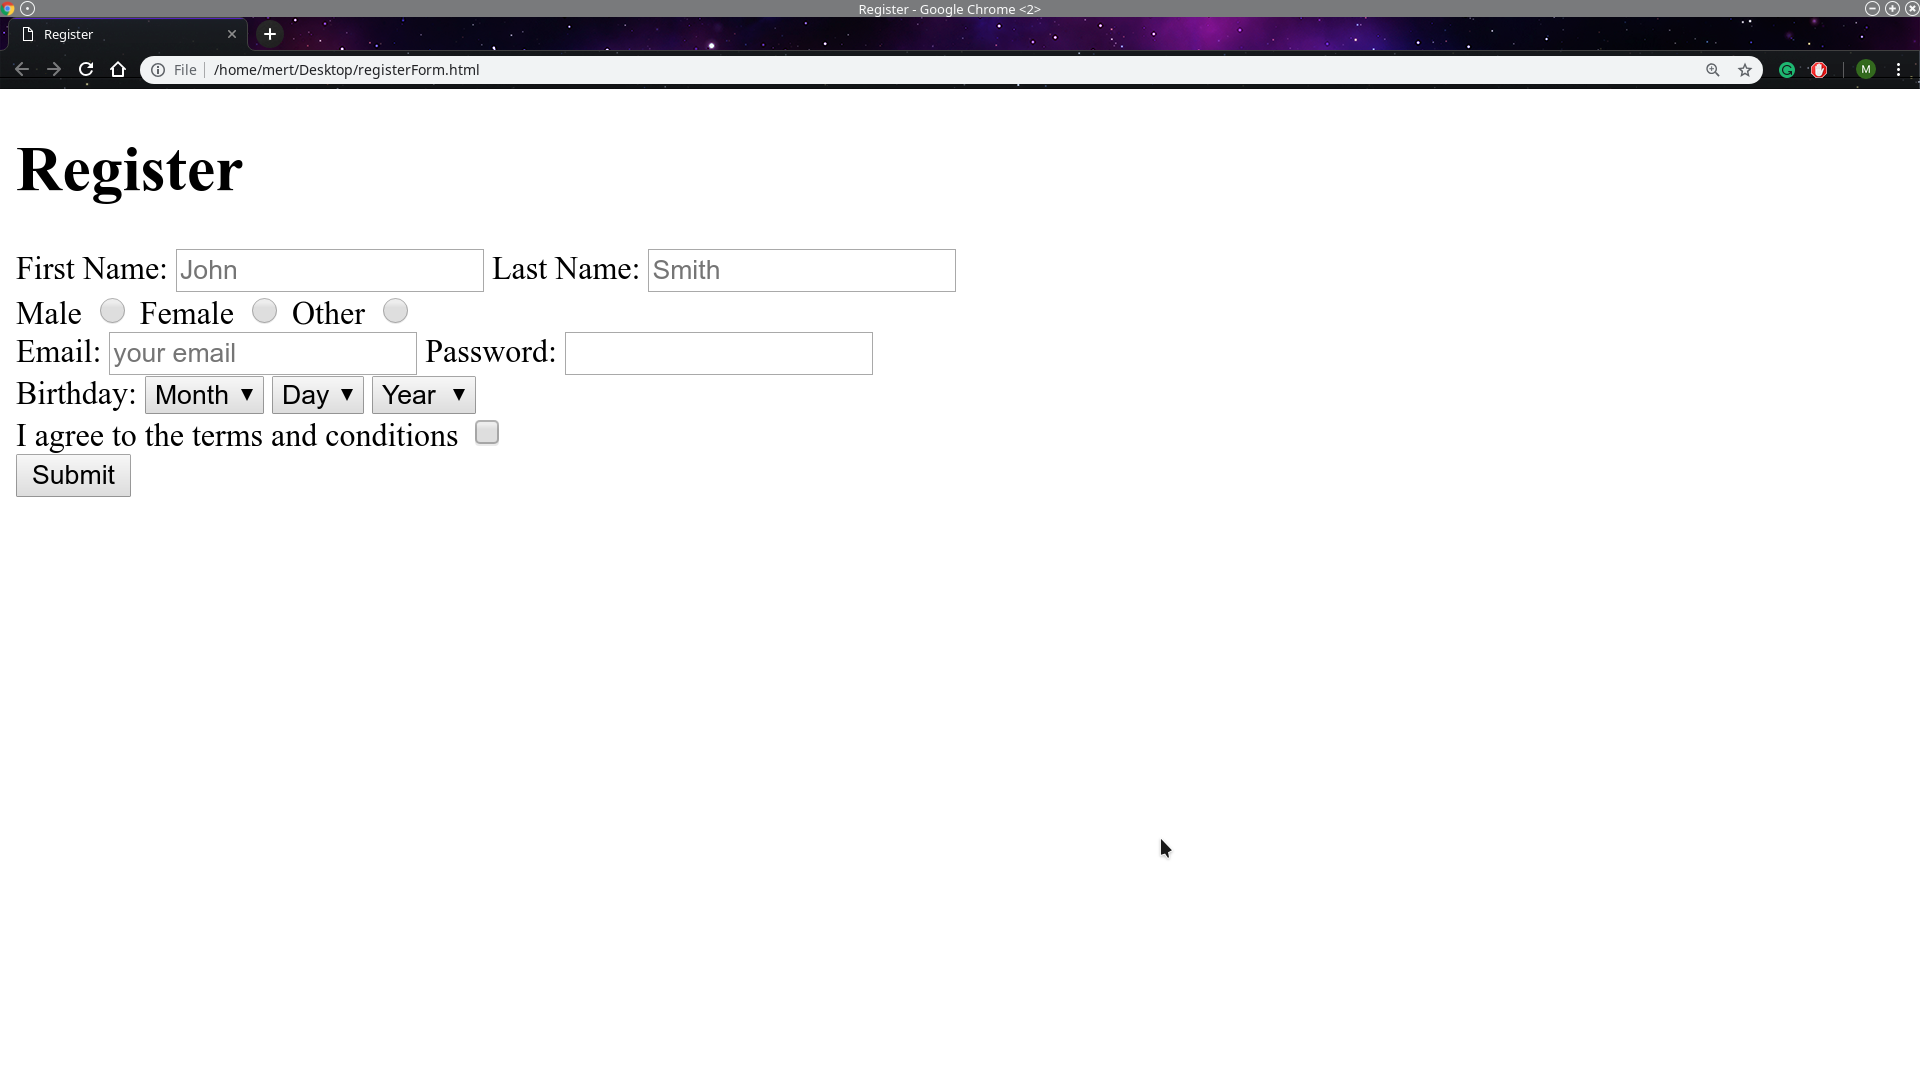 Register - Google Chrome <2>
Register
File /home/mert/Desktop/registerForm.html
M
Register
First Name: John Last Name: Smith
Male Female Other
Email: your email Password:
Birthday: Month Day Year
I agree to the terms and conditions
Submit